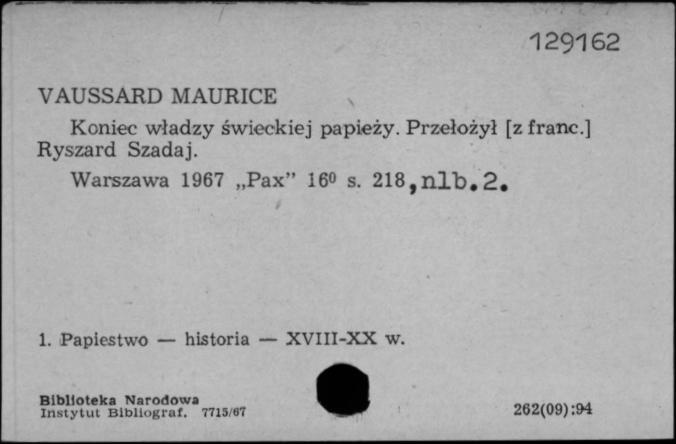 129162
VAUSSARD MAURICE
Koniec władzy świeckiej papieży. Przełożył [z franc.]
Ryszard Szadaj.
Warszawa 1967 „Pax” 16⁰ s. 218, nlb. 2.
1. Papiestwo — historia — XVIII-XX w.
Biblioteka Narodowa
Instytut Bibliograf. 7715/67
262(09):94